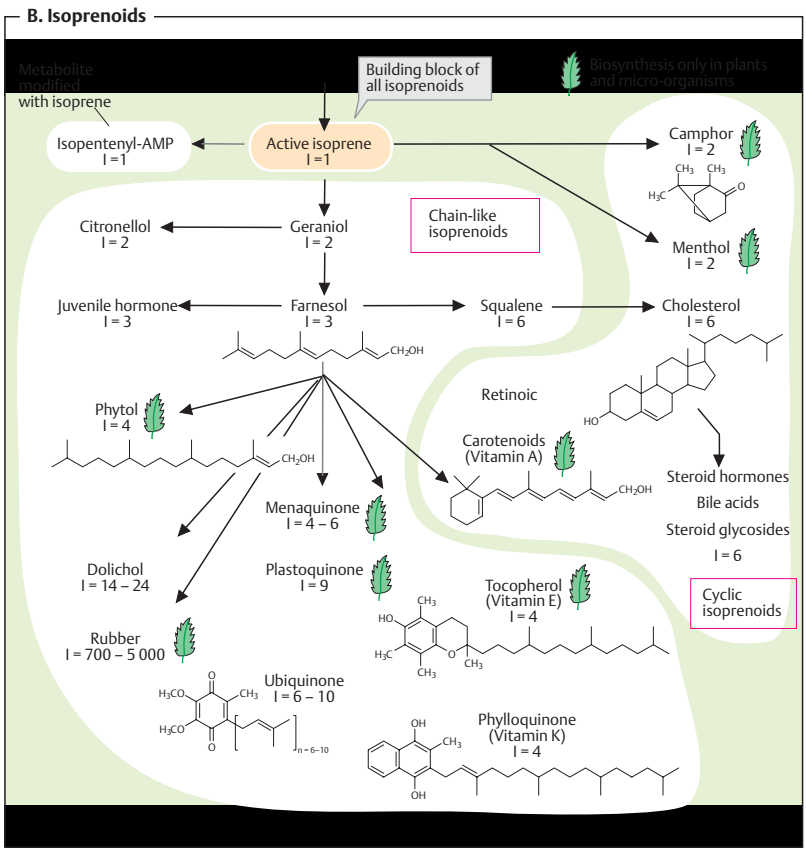 B. Isoprenoids
Metabolite
modified
with isoprene
Building block of
all isoprenoids
Biosynthesis only in plants
and micro-organisms
Isopentenyl-AMP
I = 1
Active isoprene
I = 1
Camphor
I = 2
CH₃
CH₃
H₃C
H₃C
O
Citronellol
I = 2
Geraniol
I = 2
Chain-like
isoprenoids
Menthol
I = 2
Juvenile hormone
I = 3
Farnesol
I = 3
Squalene
I = 6
Cholesterol
I = 6
CH₂OH
HO
Retinoic
Phytol
I = 4
CH₂OH
Carotenoids
(Vitamin A)
CH₂OH
Steroid hormones
Bile acids
Steroid glycosides
I = 6
Menaquinone
I = 4 – 6
Dolichol
I = 14 – 24
Plastoquinone
I = 9
Tocopherol
(Vitamin E)
I = 4
Cyclic
isoprenoids
CH₃
HO
H₃C
CH₃
O
CH₃
Rubber
I = 700 – 5 000
Ubiquinone
I = 6 – 10
O
H₃CO
CH₃
H₃CO
O
n = 6–10
Phylloquinone
(Vitamin K)
I = 4
OH
CH₃
OH